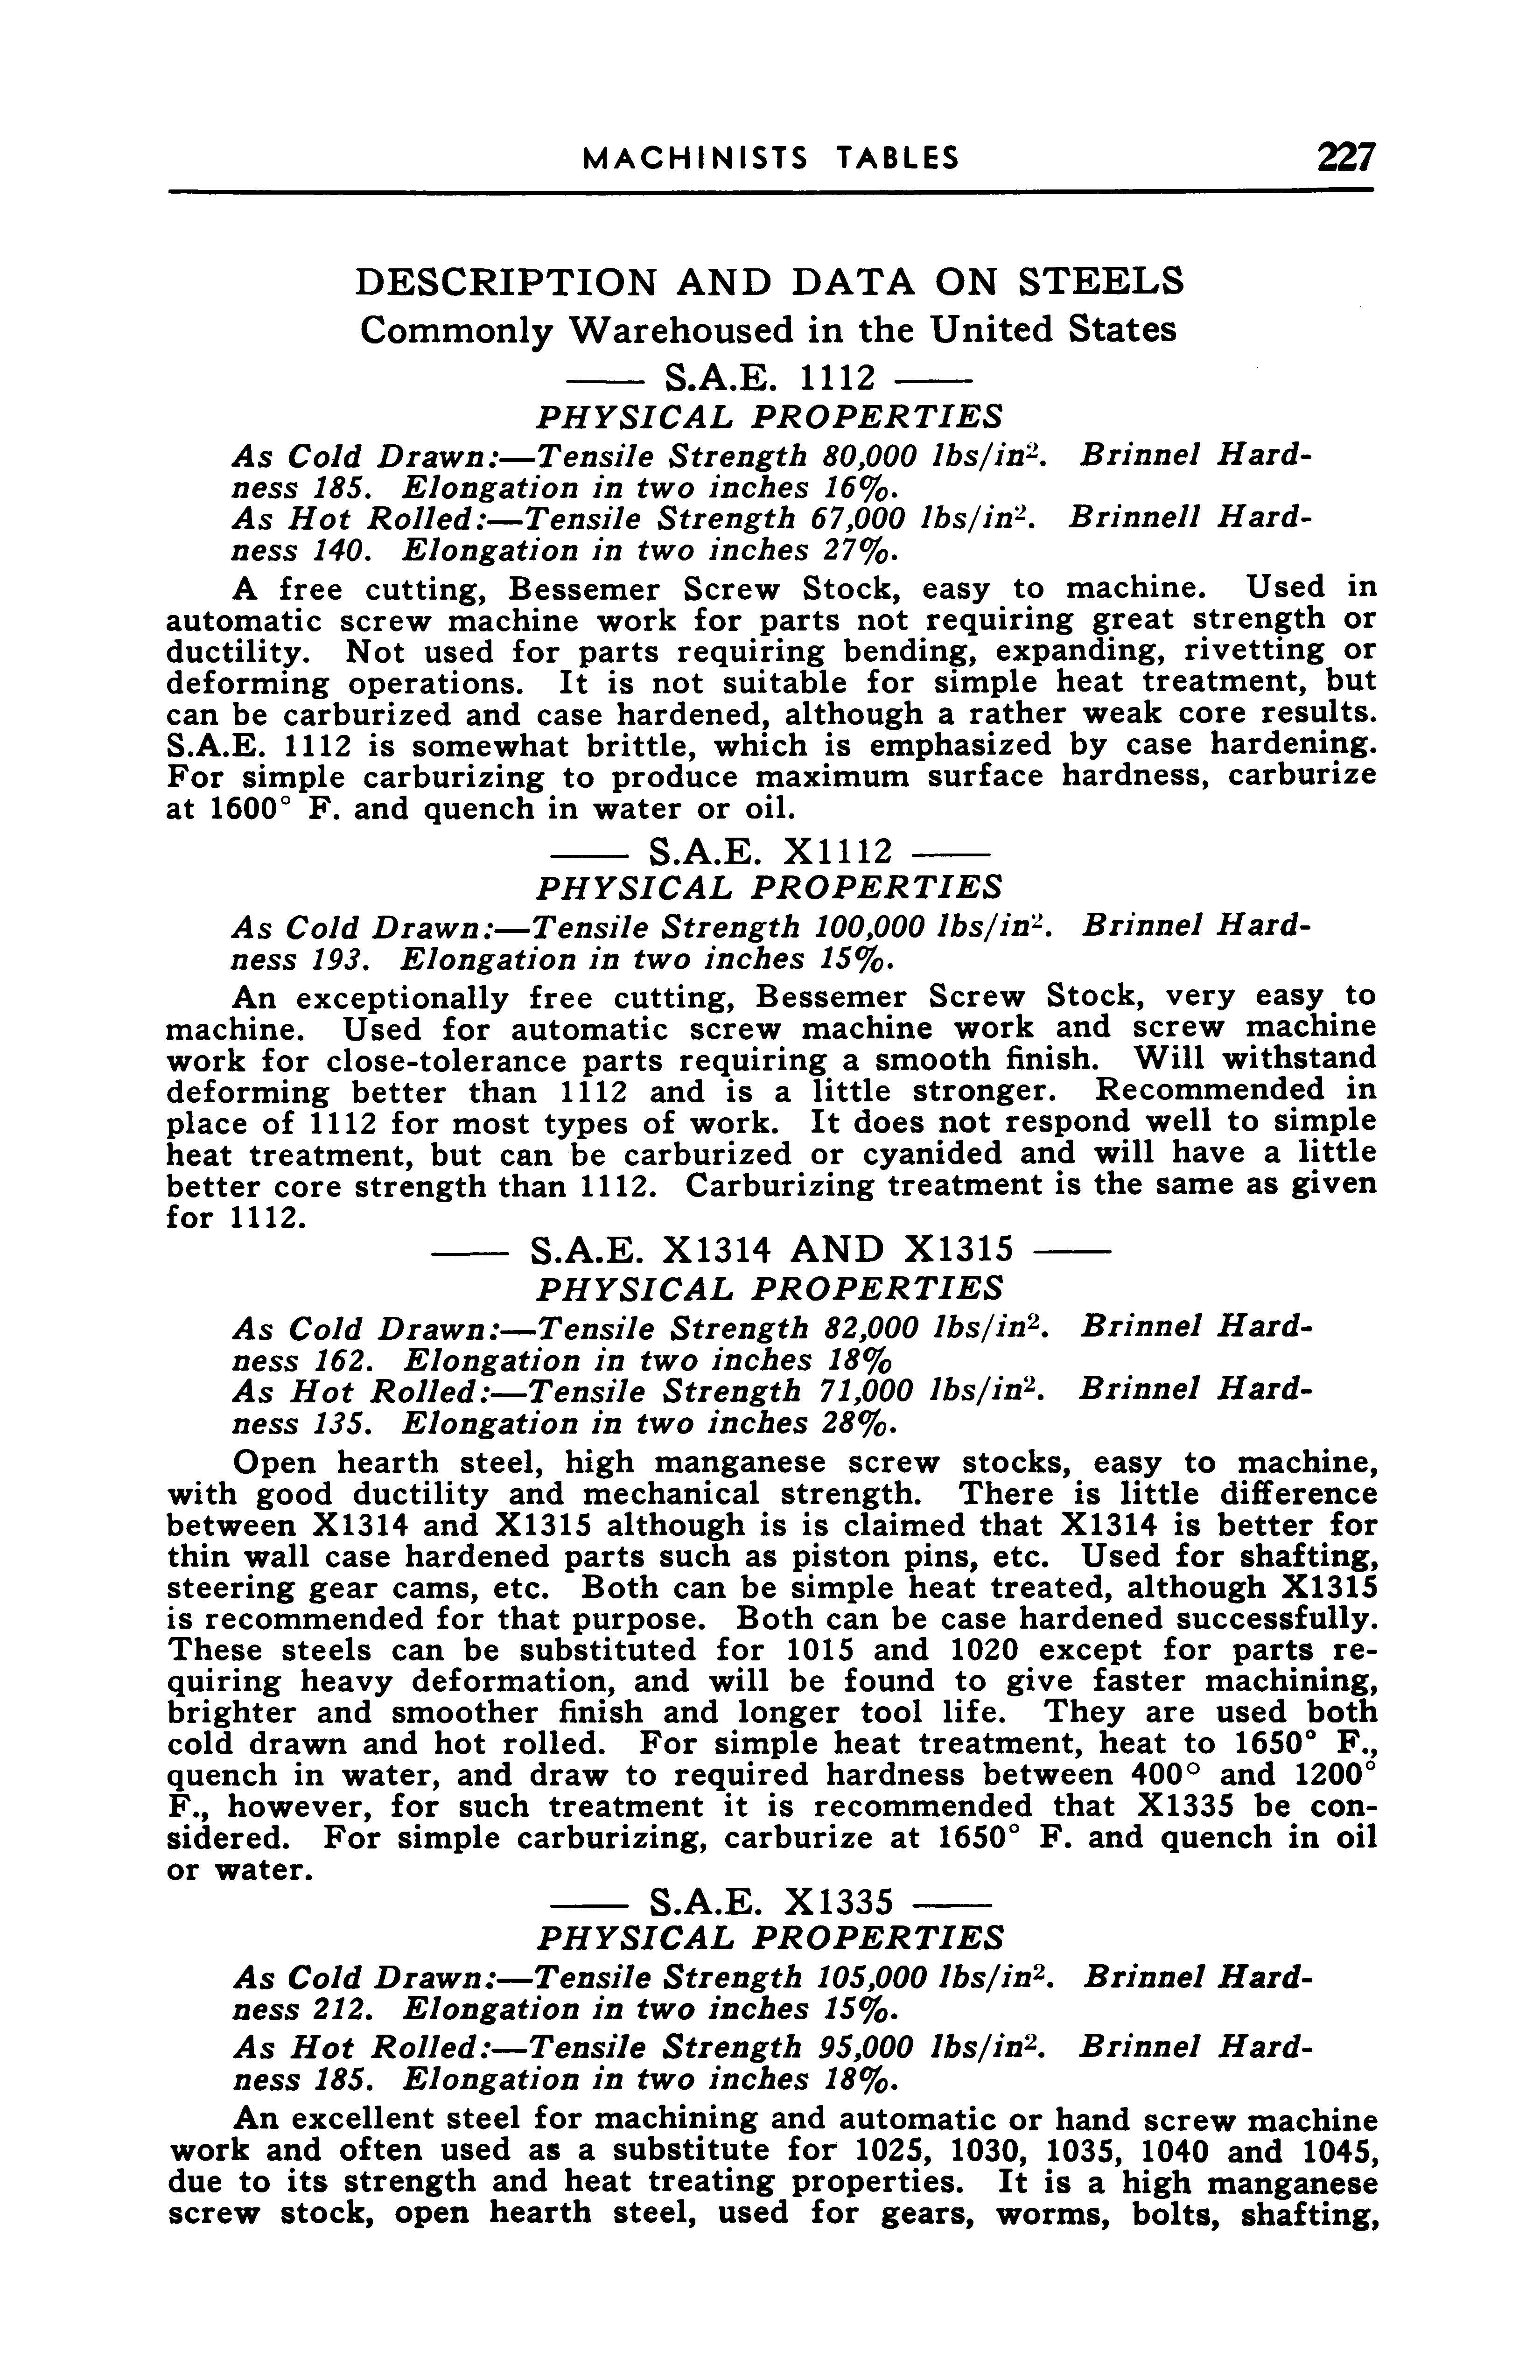 MACHINISTS TABLES 227
DESCRIPTION AND DATA ON STEELS
Commonly Warehoused in the United States
—— S.A.E. 1112 ——
PHYSICAL PROPERTIES
As Cold Drawn:—Tensile Strength 80,000 lbs/in². Brinnel Hard-
ness 185. Elongation in two inches 16%.
As Hot Rolled:—Tensile Strength 67,000 lbs/in². Brinnell Hard-
ness 140. Elongation in two inches 27%.
A free cutting, Bessemer Screw Stock, easy to machine. Used in
automatic screw machine work for parts not requiring great strength or
ductility. Not used for parts requiring bending, expanding, rivetting or
deforming operations. It is not suitable for simple heat treatment, but
can be carburized and case hardened, although a rather weak core results.
S.A.E. 1112 is somewhat brittle, which is emphasized by case hardening.
For simple carburizing to produce maximum surface hardness, carburize
at 1600° F. and quench in water or oil.
—— S.A.E. X1112 ——
PHYSICAL PROPERTIES
As Cold Drawn:—Tensile Strength 100,000 lbs/in². Brinnel Hard-
ness 193. Elongation in two inches 15%.
An exceptionally free cutting, Bessemer Screw Stock, very easy to
machine. Used for automatic screw machine work and screw machine
work for close-tolerance parts requiring a smooth finish. Will withstand
deforming better than 1112 and is a little stronger. Recommended in
place of 1112 for most types of work. It does not respond well to simple
heat treatment, but can be carburized or cyanided and will have a little
better core strength than 1112. Carburizing treatment is the same as given
for 1112.
—— S.A.E. X1314 AND X1315 ——
PHYSICAL PROPERTIES
As Cold Drawn:—Tensile Strength 82,000 lbs/in². Brinnel Hard-
ness 162. Elongation in two inches 18%
As Hot Rolled:—Tensile Strength 71,000 lbs/in². Brinnel Hard-
ness 135. Elongation in two inches 28%.
Open hearth steel, high manganese screw stocks, easy to machine,
with good ductility and mechanical strength. There is little difference
between X1314 and X1315 although is is claimed that X1314 is better for
thin wall case hardened parts such as piston pins, etc. Used for shafting,
steering gear cams, etc. Both can be simple heat treated, although X1315
is recommended for that purpose. Both can be case hardened successfully.
These steels can be substituted for 1015 and 1020 except for parts re-
quiring heavy deformation, and will be found to give faster machining,
brighter and smoother finish and longer tool life. They are used both
cold drawn and hot rolled. For simple heat treatment, heat to 1650° F.,
quench in water, and draw to required hardness between 400° and 1200°
F., however, for such treatment it is recommended that X1335 be con-
sidered. For simple carburizing, carburize at 1650° F. and quench in oil
or water.
—— S.A.E. X1335 ——
PHYSICAL PROPERTIES
As Cold Drawn:—Tensile Strength 105,000 lbs/in². Brinnel Hard-
ness 212. Elongation in two inches 15%.
As Hot Rolled:—Tensile Strength 95,000 lbs/in². Brinnel Hard-
ness 185. Elongation in two inches 18%.
An excellent steel for machining and automatic or hand screw machine
work and often used as a substitute for 1025, 1030, 1035, 1040 and 1045,
due to its strength and heat treating properties. It is a high manganese
screw stock, open hearth steel, used for gears, worms, bolts, shafting,